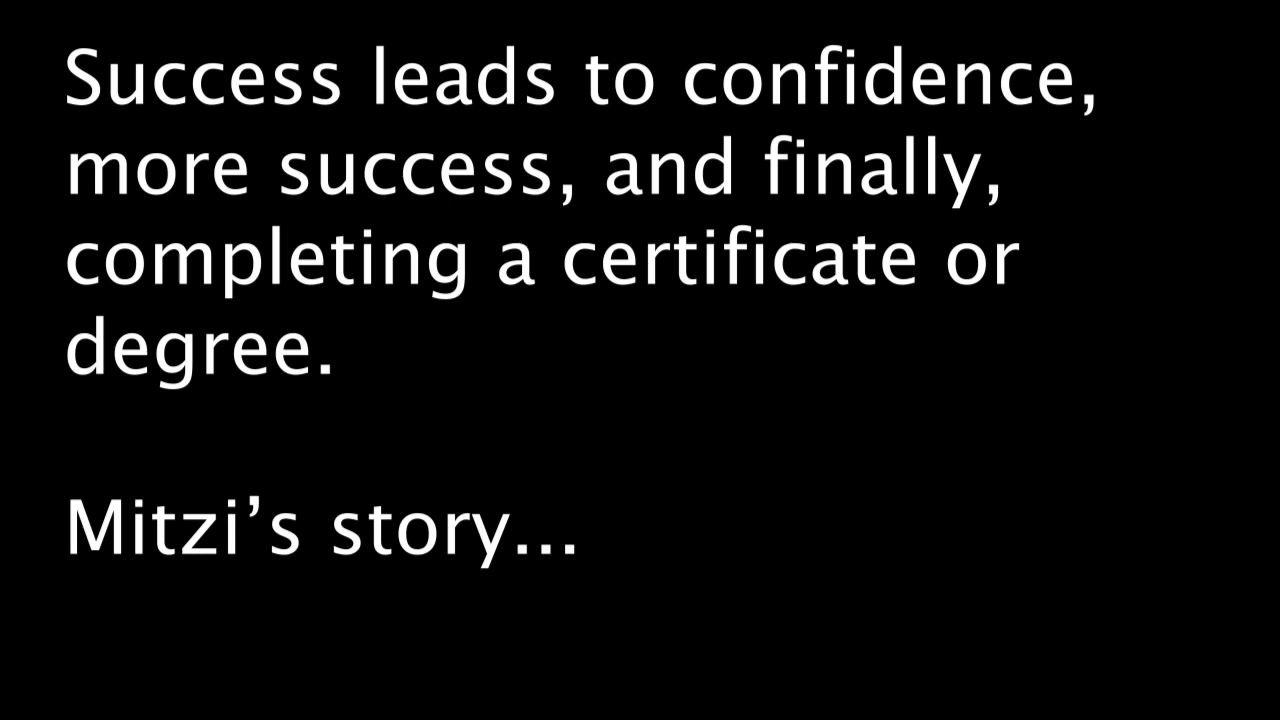 Success leads to confidence,
more success, and finally,
completing a certificate or
degree.
Mitzi’s story...